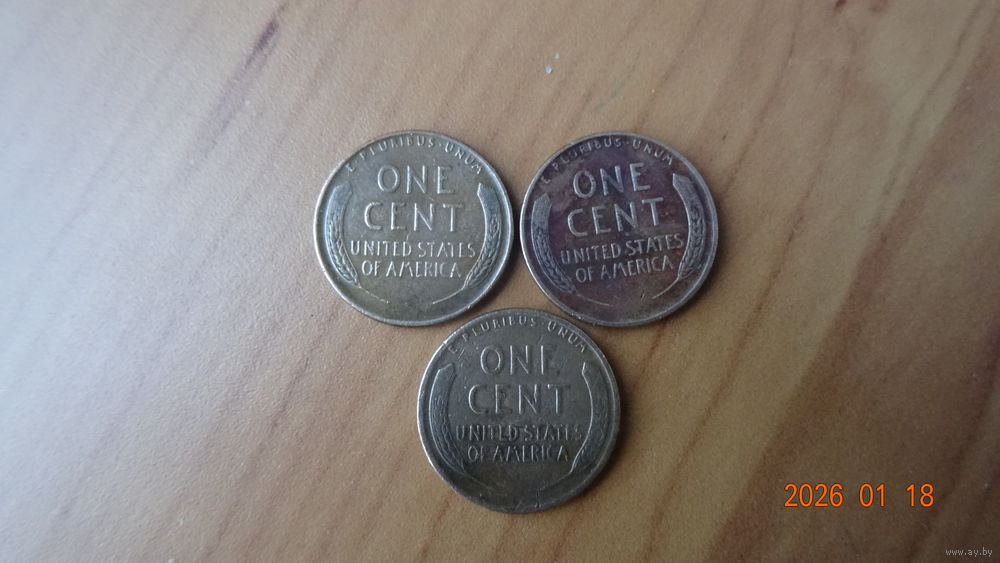 E·PLURIBUS·UNUM
ONE
CENT
UNITED STATES
OF AMERICA
E·PLURIBUS·UNUM
ONE
CENT
UNITED STATES
OF AMERICA
E·PLURIBUS·UNUM
ONE
CENT
UNITED STATES
OF AMERICA
2026 01 18
www.ay.by